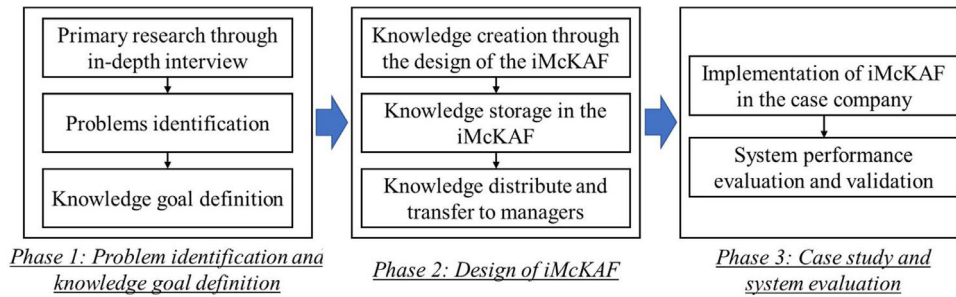 Primary research through
in-depth interview
Problems identification
Knowledge goal definition
Phase 1: Problem identification and
knowledge goal definition
Knowledge creation through
the design of the iMcKAF
Knowledge storage in the
iMcKAF
Knowledge distribute and
transfer to managers
Phase 2: Design of iMcKAF
Implementation of iMcKAF
in the case company
System performance
evaluation and validation
Phase 3: Case study and
system evaluation